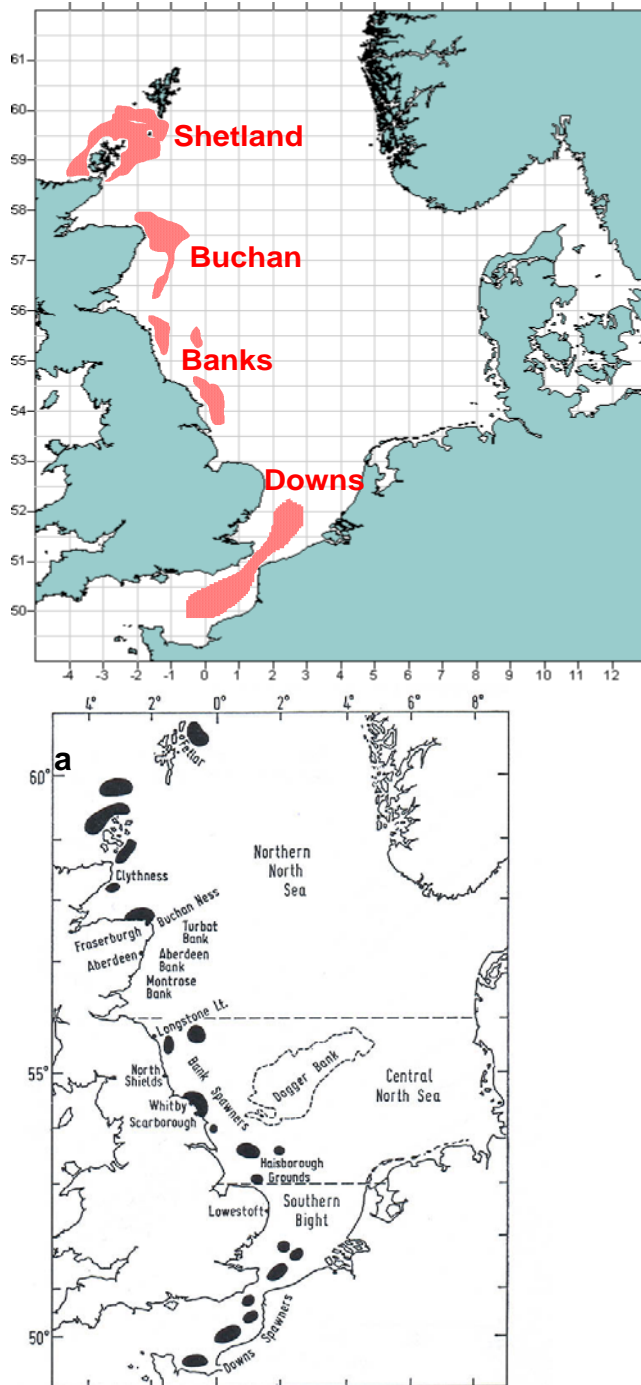 61
60
59
58
57
56
55
54
53
52
51
50
Shetland
Buchan
Banks
Downs
-4 -3 -2 -1 0 1 2 3 4 5 6 7 8 9 10 11 12
4° 2° 0° 2° 4° 6° 8°
a
60°
55°
50°
Fetlar
Northern
North
Sea
Clythness
Buchan Ness
Fraserburgh
Turbot
Bank
Aberdeen
Aberdeen
Bank
Montrose
Bank
Longstone Lt.
North
Shields
Bank Spawners
Dagger Bank
Central
North Sea
Whitby
Scarborough
Haisborough
Grounds
Lowestoft
Southern
Bight
Downs Spawners